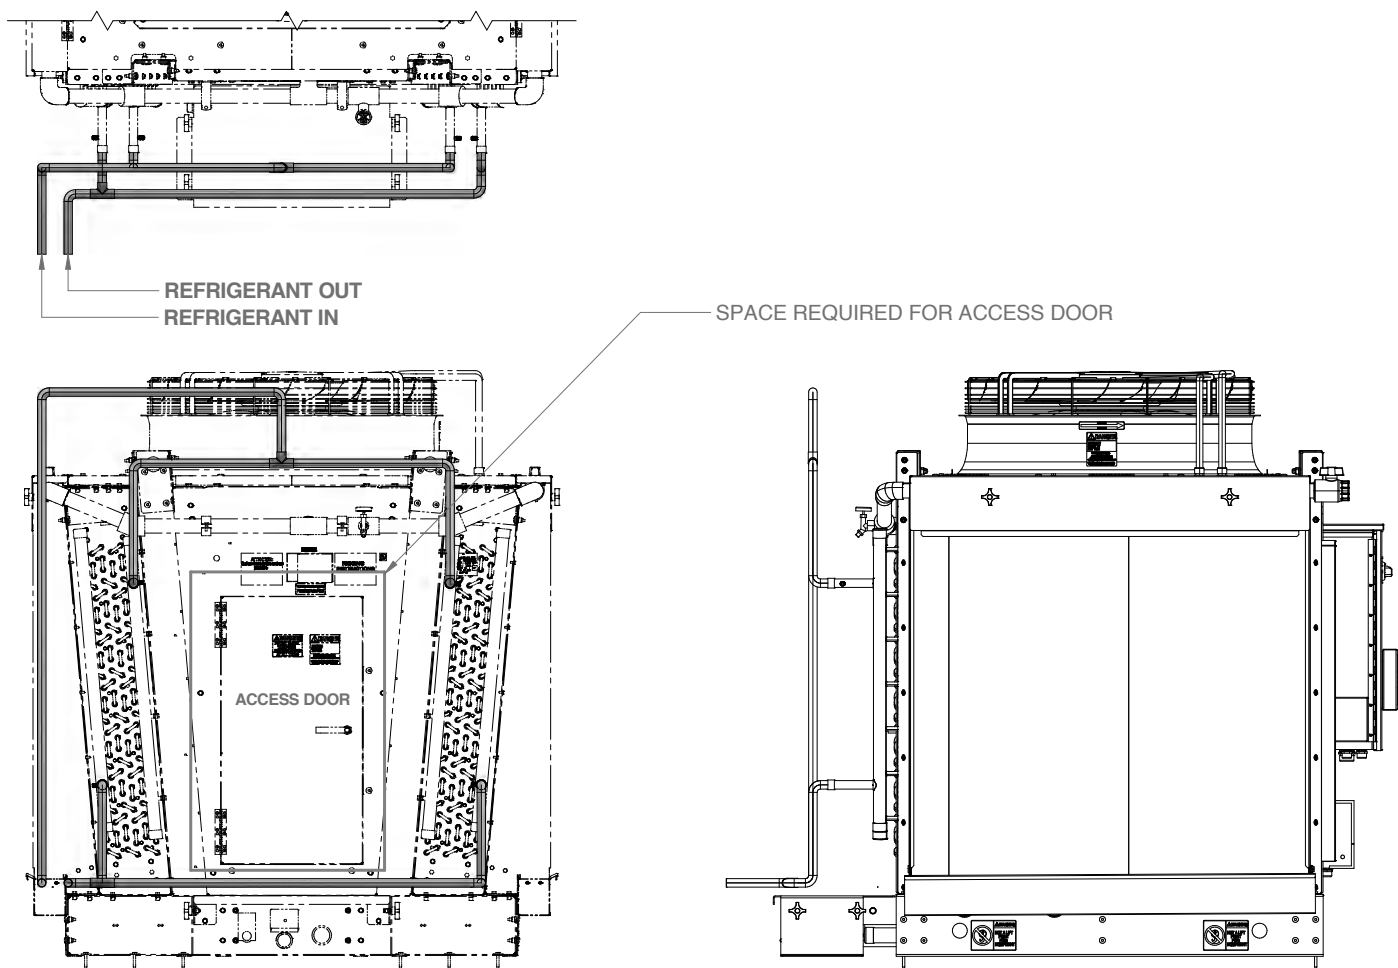 REFRIGERANT OUT
REFRIGERANT IN
SPACE REQUIRED FOR ACCESS DOOR
ACCESS DOOR